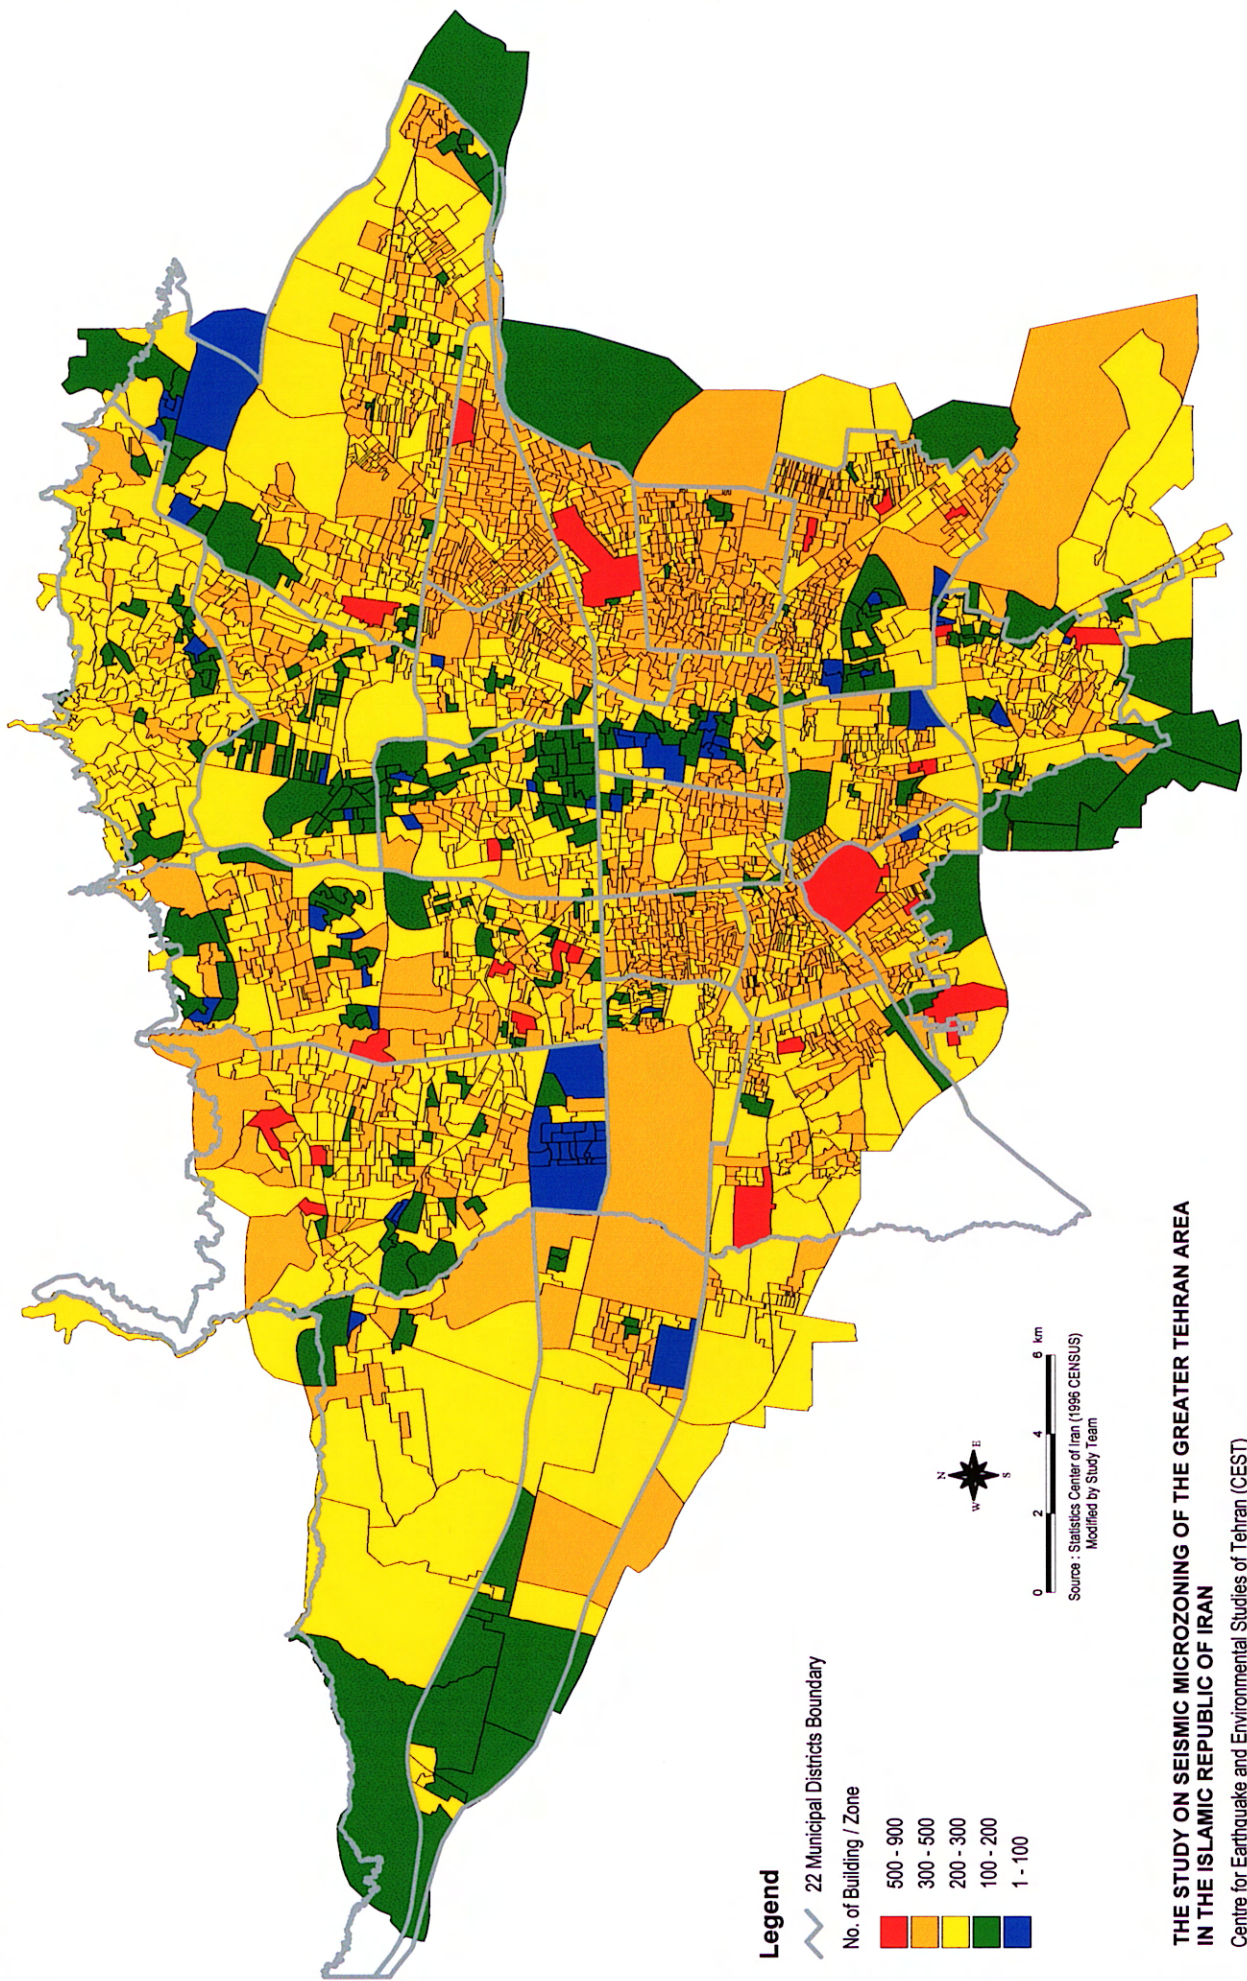 Legend
22 Municipal Districts Boundary
No. of Building / Zone
500 - 900
300 - 500
200 - 300
100 - 200
1 - 100
N
W
E
S
0 2 4 6 km
Source : Statistics Center of Iran (1996 CENSUS)
Modified by Study Team
THE STUDY ON SEISMIC MICROZONING OF THE GREATER TEHRAN AREA
IN THE ISLAMIC REPUBLIC OF IRAN
Centre for Earthquake and Environmental Studies of Tehran (CEST)